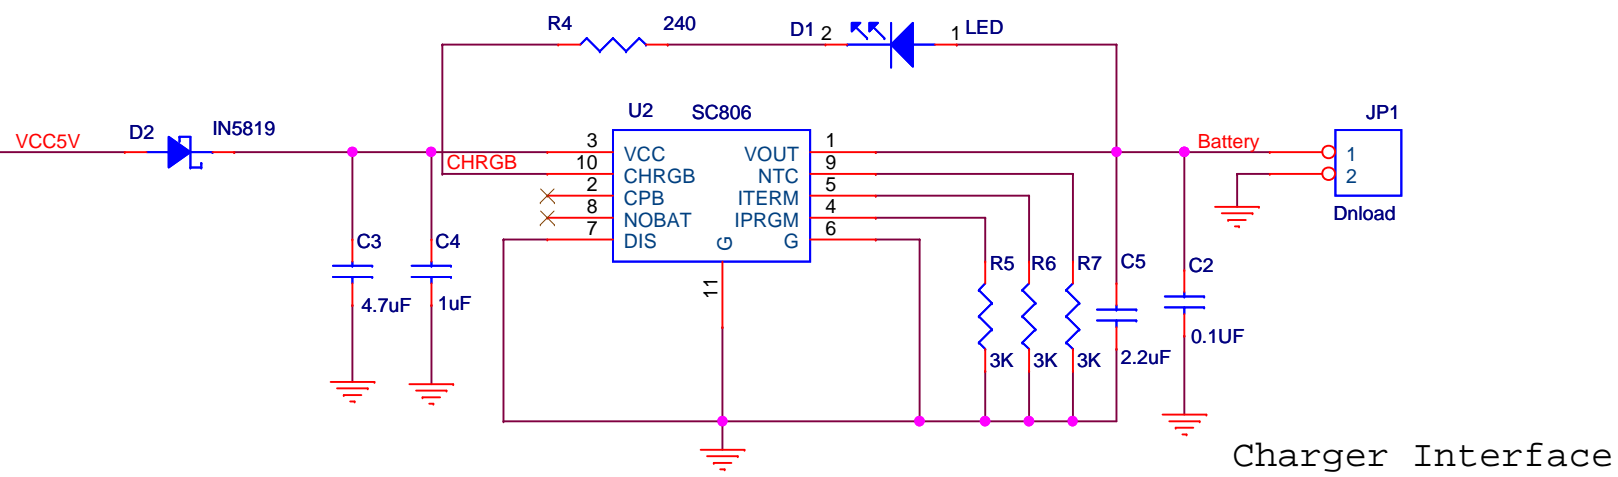 R4 240 D1 2 1 LED
U2 SC806 JP1
VCC5V D2 IN5819 3 VCC VOUT 1 Battery 1
CHRGB 10 CHRGB NTC 9 2
2 CPB ITERM 5
8 NOBAT IPRGM 4 Dnload
7 DIS G G 6
C3 C4 11 R5 R6 R7 C5 C2
4.7uF 1uF 0.1UF
3K 3K 3K 2.2uF
Charger Interface